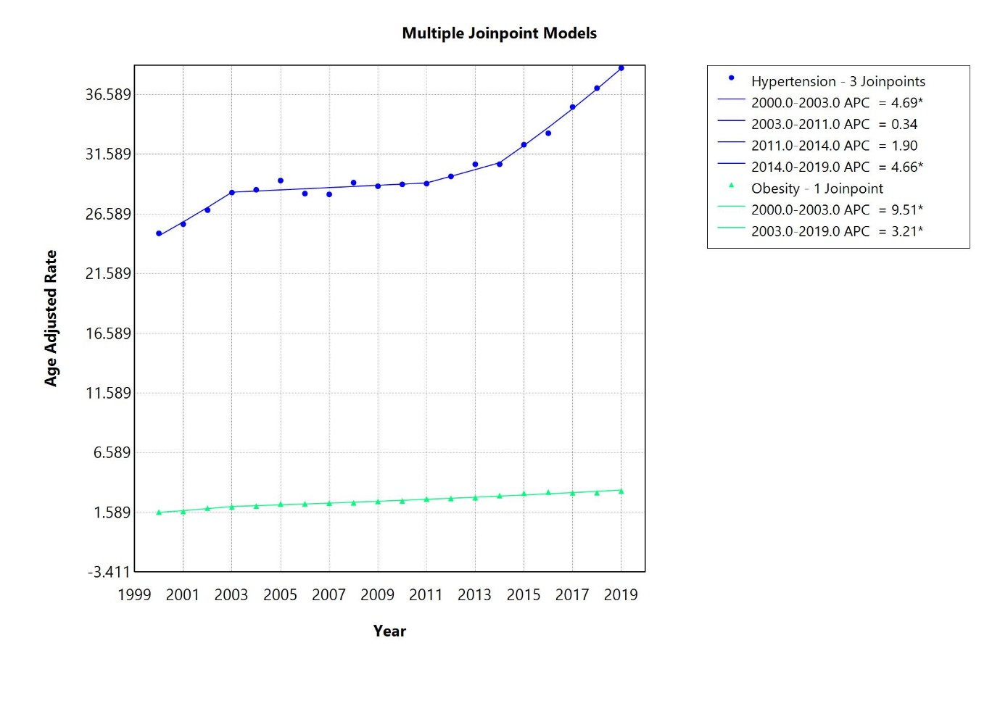 Multiple Joinpoint Models
36.589
31.589
26.589
21.589
16.589
11.589
6.589
1.589
-3.411
Age Adjusted Rate
1999 2001 2003 2005 2007 2009 2011 2013 2015 2017 2019
Year
Hypertension - 3 Joinpoints
2000.0-2003.0 APC = 4.69*
2003.0-2011.0 APC = 0.34
2011.0-2014.0 APC = 1.90
2014.0-2019.0 APC = 4.66*
Obesity - 1 Joinpoint
2000.0-2003.0 APC = 9.51*
2003.0-2019.0 APC = 3.21*